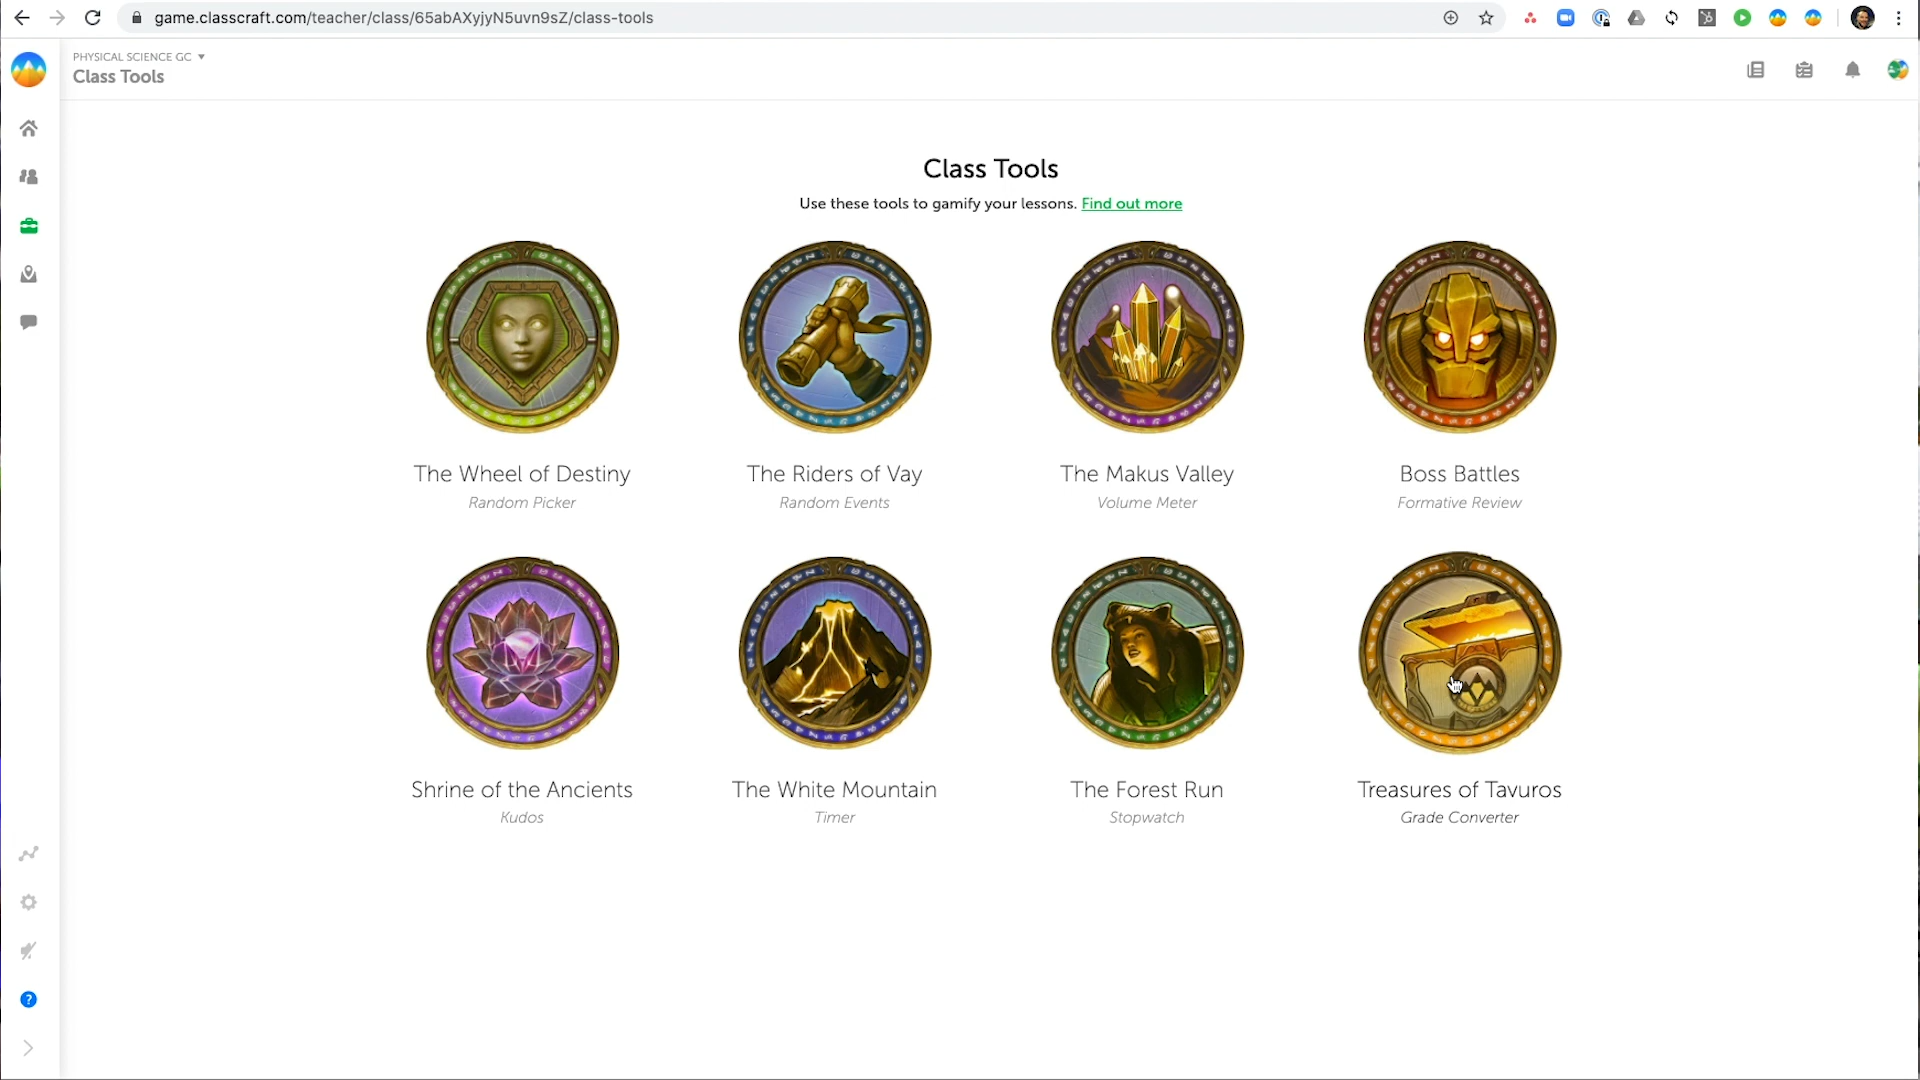 game.classcraft.com/teacher/class/65abAXyjyN5uvn9sZ/class-tools
PHYSICAL SCIENCE GC
Class Tools
Class Tools
Use these tools to gamify your lessons. Find out more
The Wheel of Destiny
Random Picker
The Riders of Vay
Random Events
The Makus Valley
Volume Meter
Boss Battles
Formative Review
Shrine of the Ancients
Kudos
The White Mountain
Timer
The Forest Run
Stopwatch
Treasures of Tavuros
Grade Converter
?